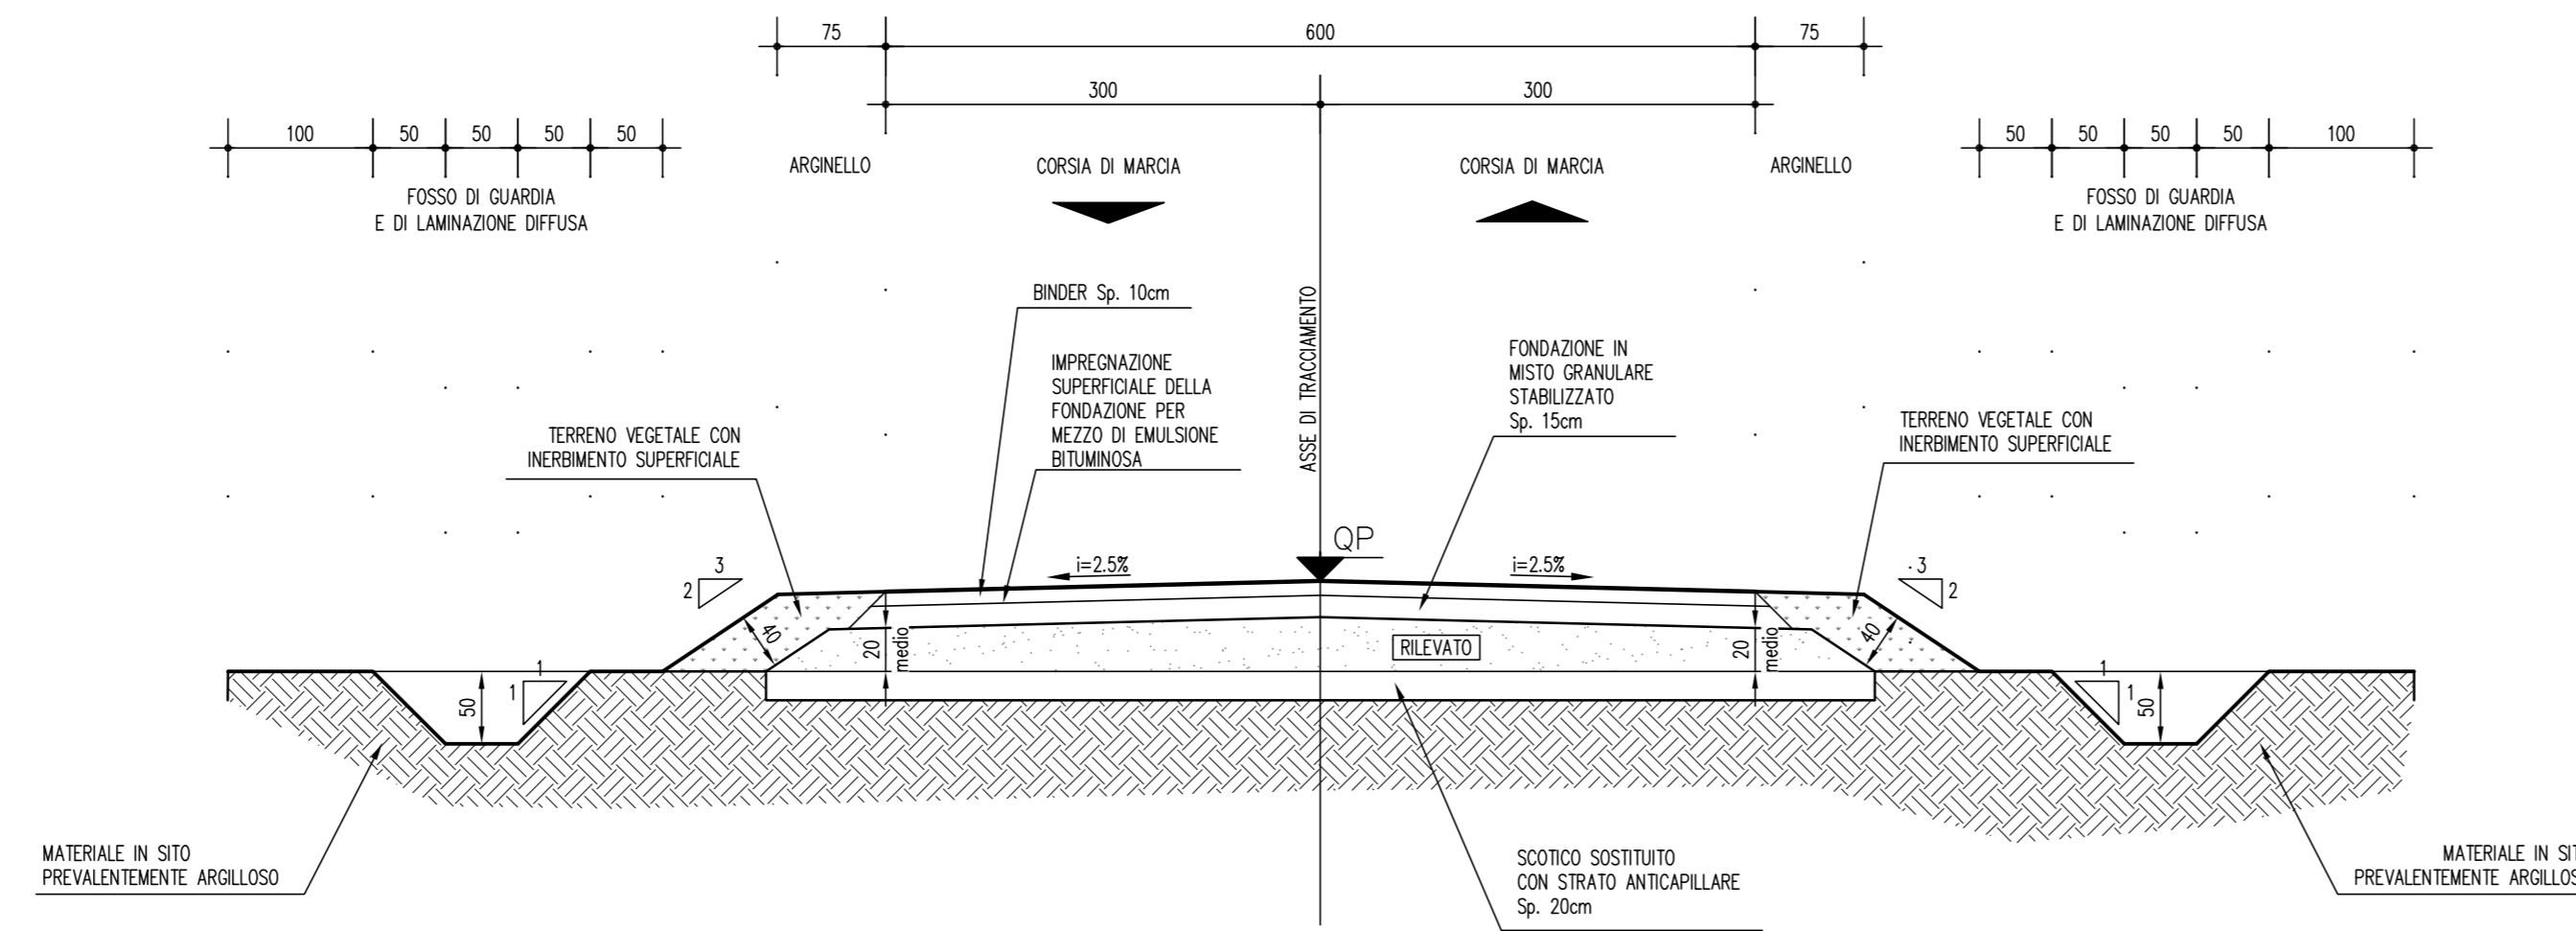 75 600 75
300 300
100 50 50 50 50
50 50 50 50 100
ARGINELLO
CORSIA DI MARCIA
CORSIA DI MARCIA
ARGINELLO
FOSSO DI GUARDIA
E DI LAMINAZIONE DIFFUSA
FOSSO DI GUARDIA
E DI LAMINAZIONE DIFFUSA
BINDER Sp. 10cm
IMPREGNAZIONE
SUPERFICIALE DELLA
FONDAZIONE PER
MEZZO DI EMULSIONE
BITUMINOSA
ASSE DI TRACCIAMENTO
FONDAZIONE IN
MISTO GRANULARE
STABILIZZATO
Sp. 15cm
TERRENO VEGETALE CON
INERBIMENTO SUPERFICIALE
TERRENO VEGETALE CON
INERBIMENTO SUPERFICIALE
QP
3
2
i=2.5%
i=2.5%
3
2
40
20
medio
RILEVATO
20
medio
40
1
1
50
1
1
50
MATERIALE IN SITO
PREVALENTEMENTE ARGILLOSO
SCOTICO SOSTITUITO
CON STRATO ANTICAPILLARE
Sp. 20cm
MATERIALE IN SIT
PREVALENTEMENTE ARGILLOS